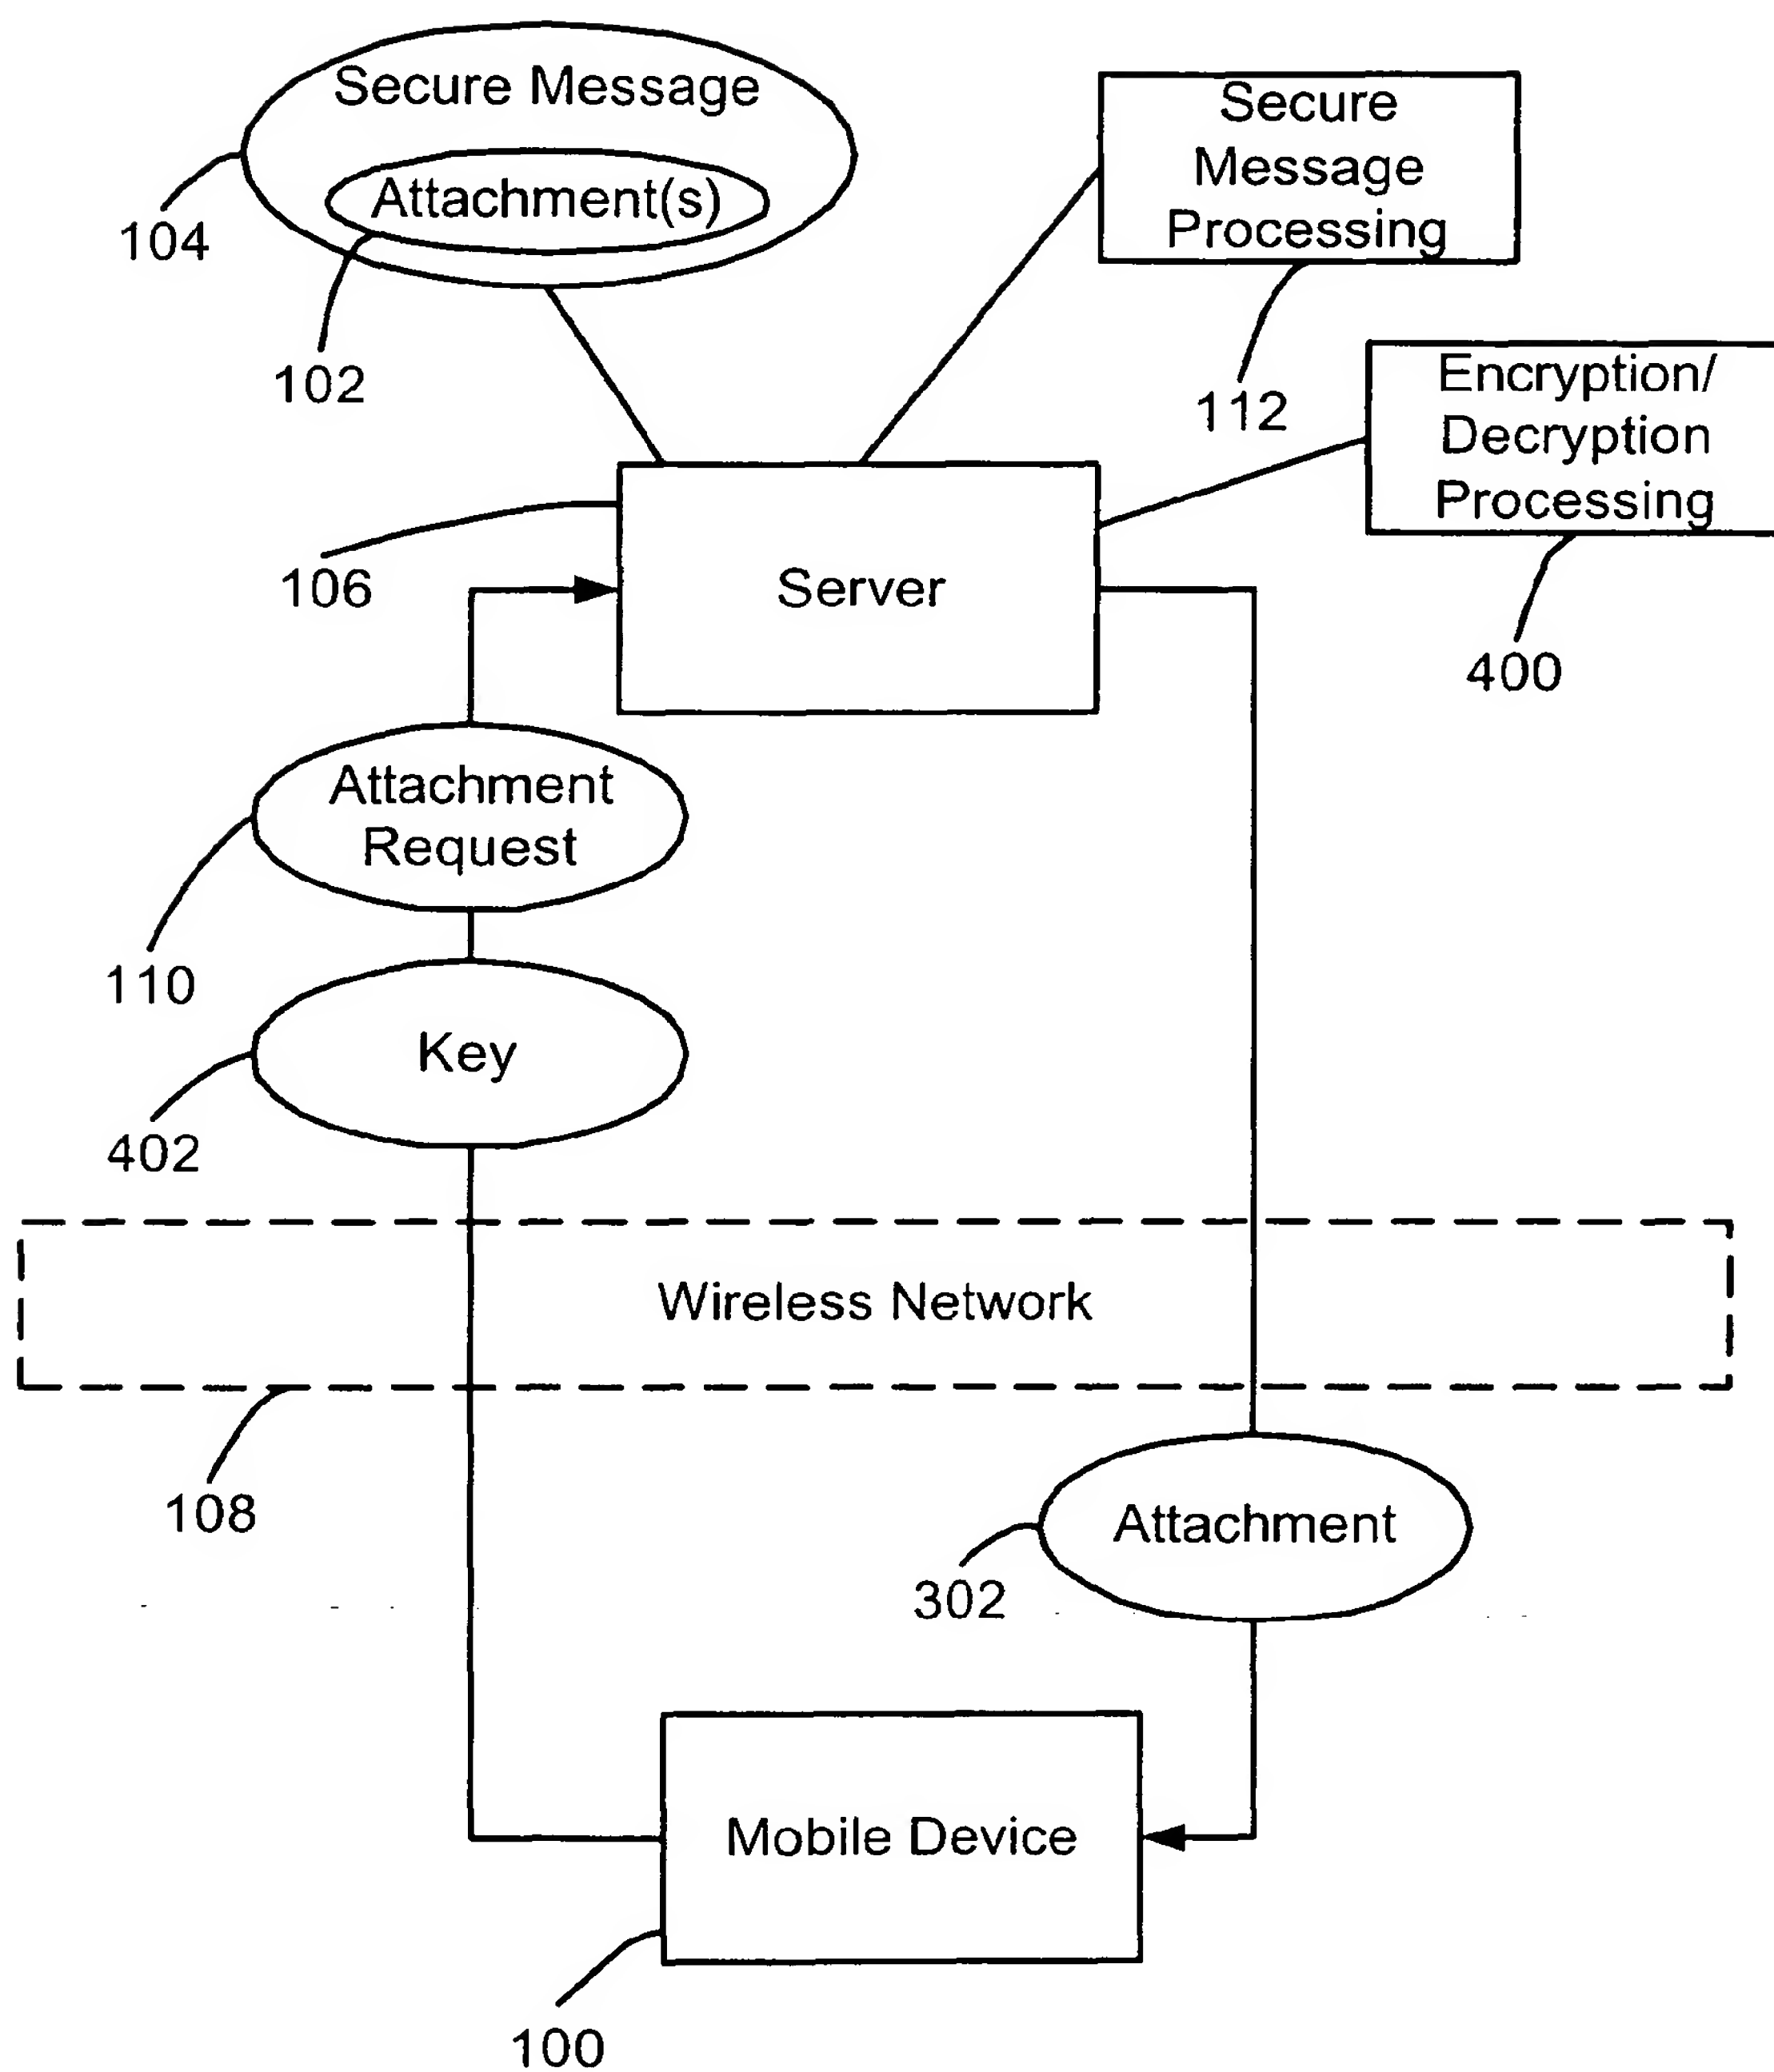 Secure Message
Attachment(s)
104
102
Secure
Message
Processing
112
Encryption/
Decryption
Processing
400
106
Server
Attachment
Request
110
Key
402
Wireless Network
108
Attachment
302
Mobile Device
100